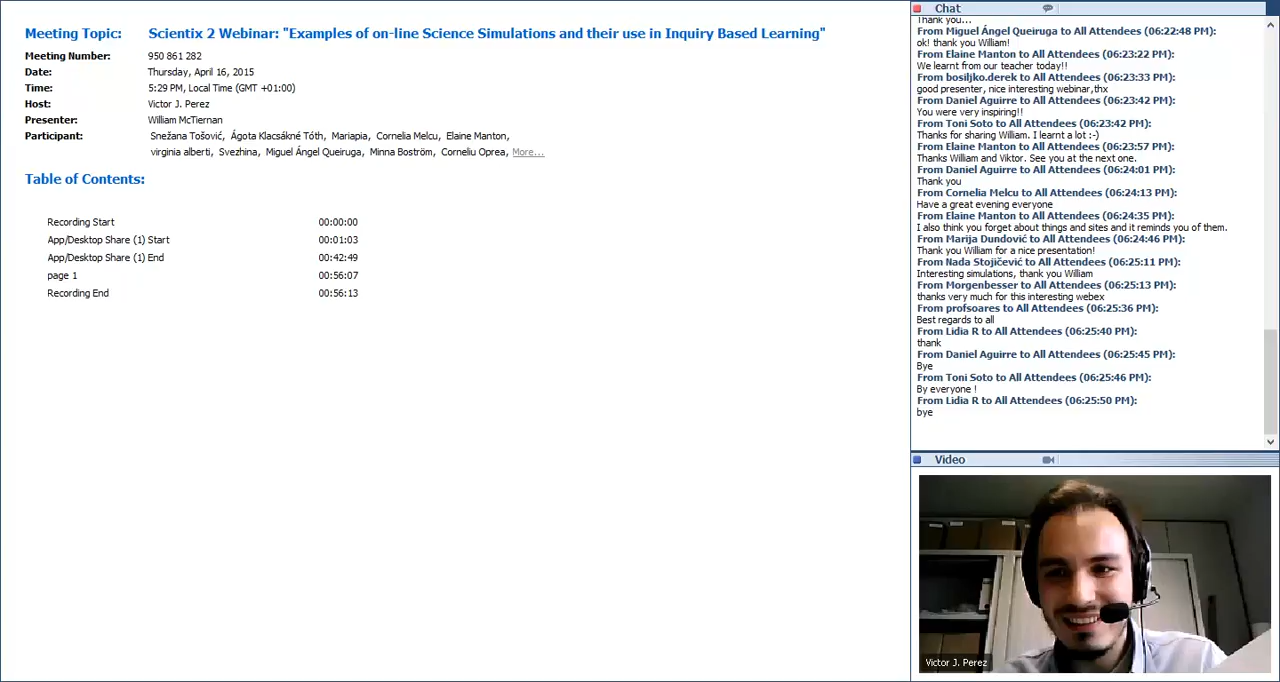 Meeting Topic: Scientix 2 Webinar: "Examples of on-line Science Simulations and their use in Inquiry Based Learning"
Meeting Number: 950 861 282
Date: Thursday, April 16, 2015
Time: 5:29 PM, Local Time (GMT +01:00)
Host: Victor J. Perez
Presenter: William McTiernan
Participant: Snežana Tošović, Ágota Klacsákné Tóth, Mariapia, Cornelia Melcu, Elaine Manton,
virginia alberti, Svezhina, Miguel Ángel Queiruga, Minna Boström, Corneliu Oprea, More...
Table of Contents:
Recording Start 00:00:00
App/Desktop Share (1) Start 00:01:03
App/Desktop Share (1) End 00:42:49
page 1 00:56:07
Recording End 00:56:13
Chat
Thank you...
From Miguel Ángel Queiruga to All Attendees (06:22:48 PM):
ok! thank you William!
From Elaine Manton to All Attendees (06:23:22 PM):
We learnt from our teacher today!!
From bosiljko.derek to All Attendees (06:23:33 PM):
good presenter, nice interesting webinar,thx
From Daniel Aguirre to All Attendees (06:23:42 PM):
You were very inspiring!!
From Toni Soto to All Attendees (06:23:42 PM):
Thanks for sharing William. I learnt a lot :-)
From Elaine Manton to All Attendees (06:23:57 PM):
Thanks William and Viktor. See you at the next one.
From Daniel Aguirre to All Attendees (06:24:01 PM):
Thank you
From Cornelia Melcu to All Attendees (06:24:13 PM):
Have a great evening everyone
From Elaine Manton to All Attendees (06:24:35 PM):
I also think you forget about things and sites and it reminds you of them.
From Marija Dundović to All Attendees (06:24:46 PM):
Thank you William for a nice presentation!
From Nada Stojičević to All Attendees (06:25:11 PM):
Interesting simulations, thank you William
From Morgenbesser to All Attendees (06:25:13 PM):
thanks very much for this interesting webex
From profsoares to All Attendees (06:25:36 PM):
Best regards to all
From Lidia R to All Attendees (06:25:40 PM):
thank
From Daniel Aguirre to All Attendees (06:25:45 PM):
Bye
From Toni Soto to All Attendees (06:25:46 PM):
By everyone !
From Lidia R to All Attendees (06:25:50 PM):
bye
Video
Victor J. Perez